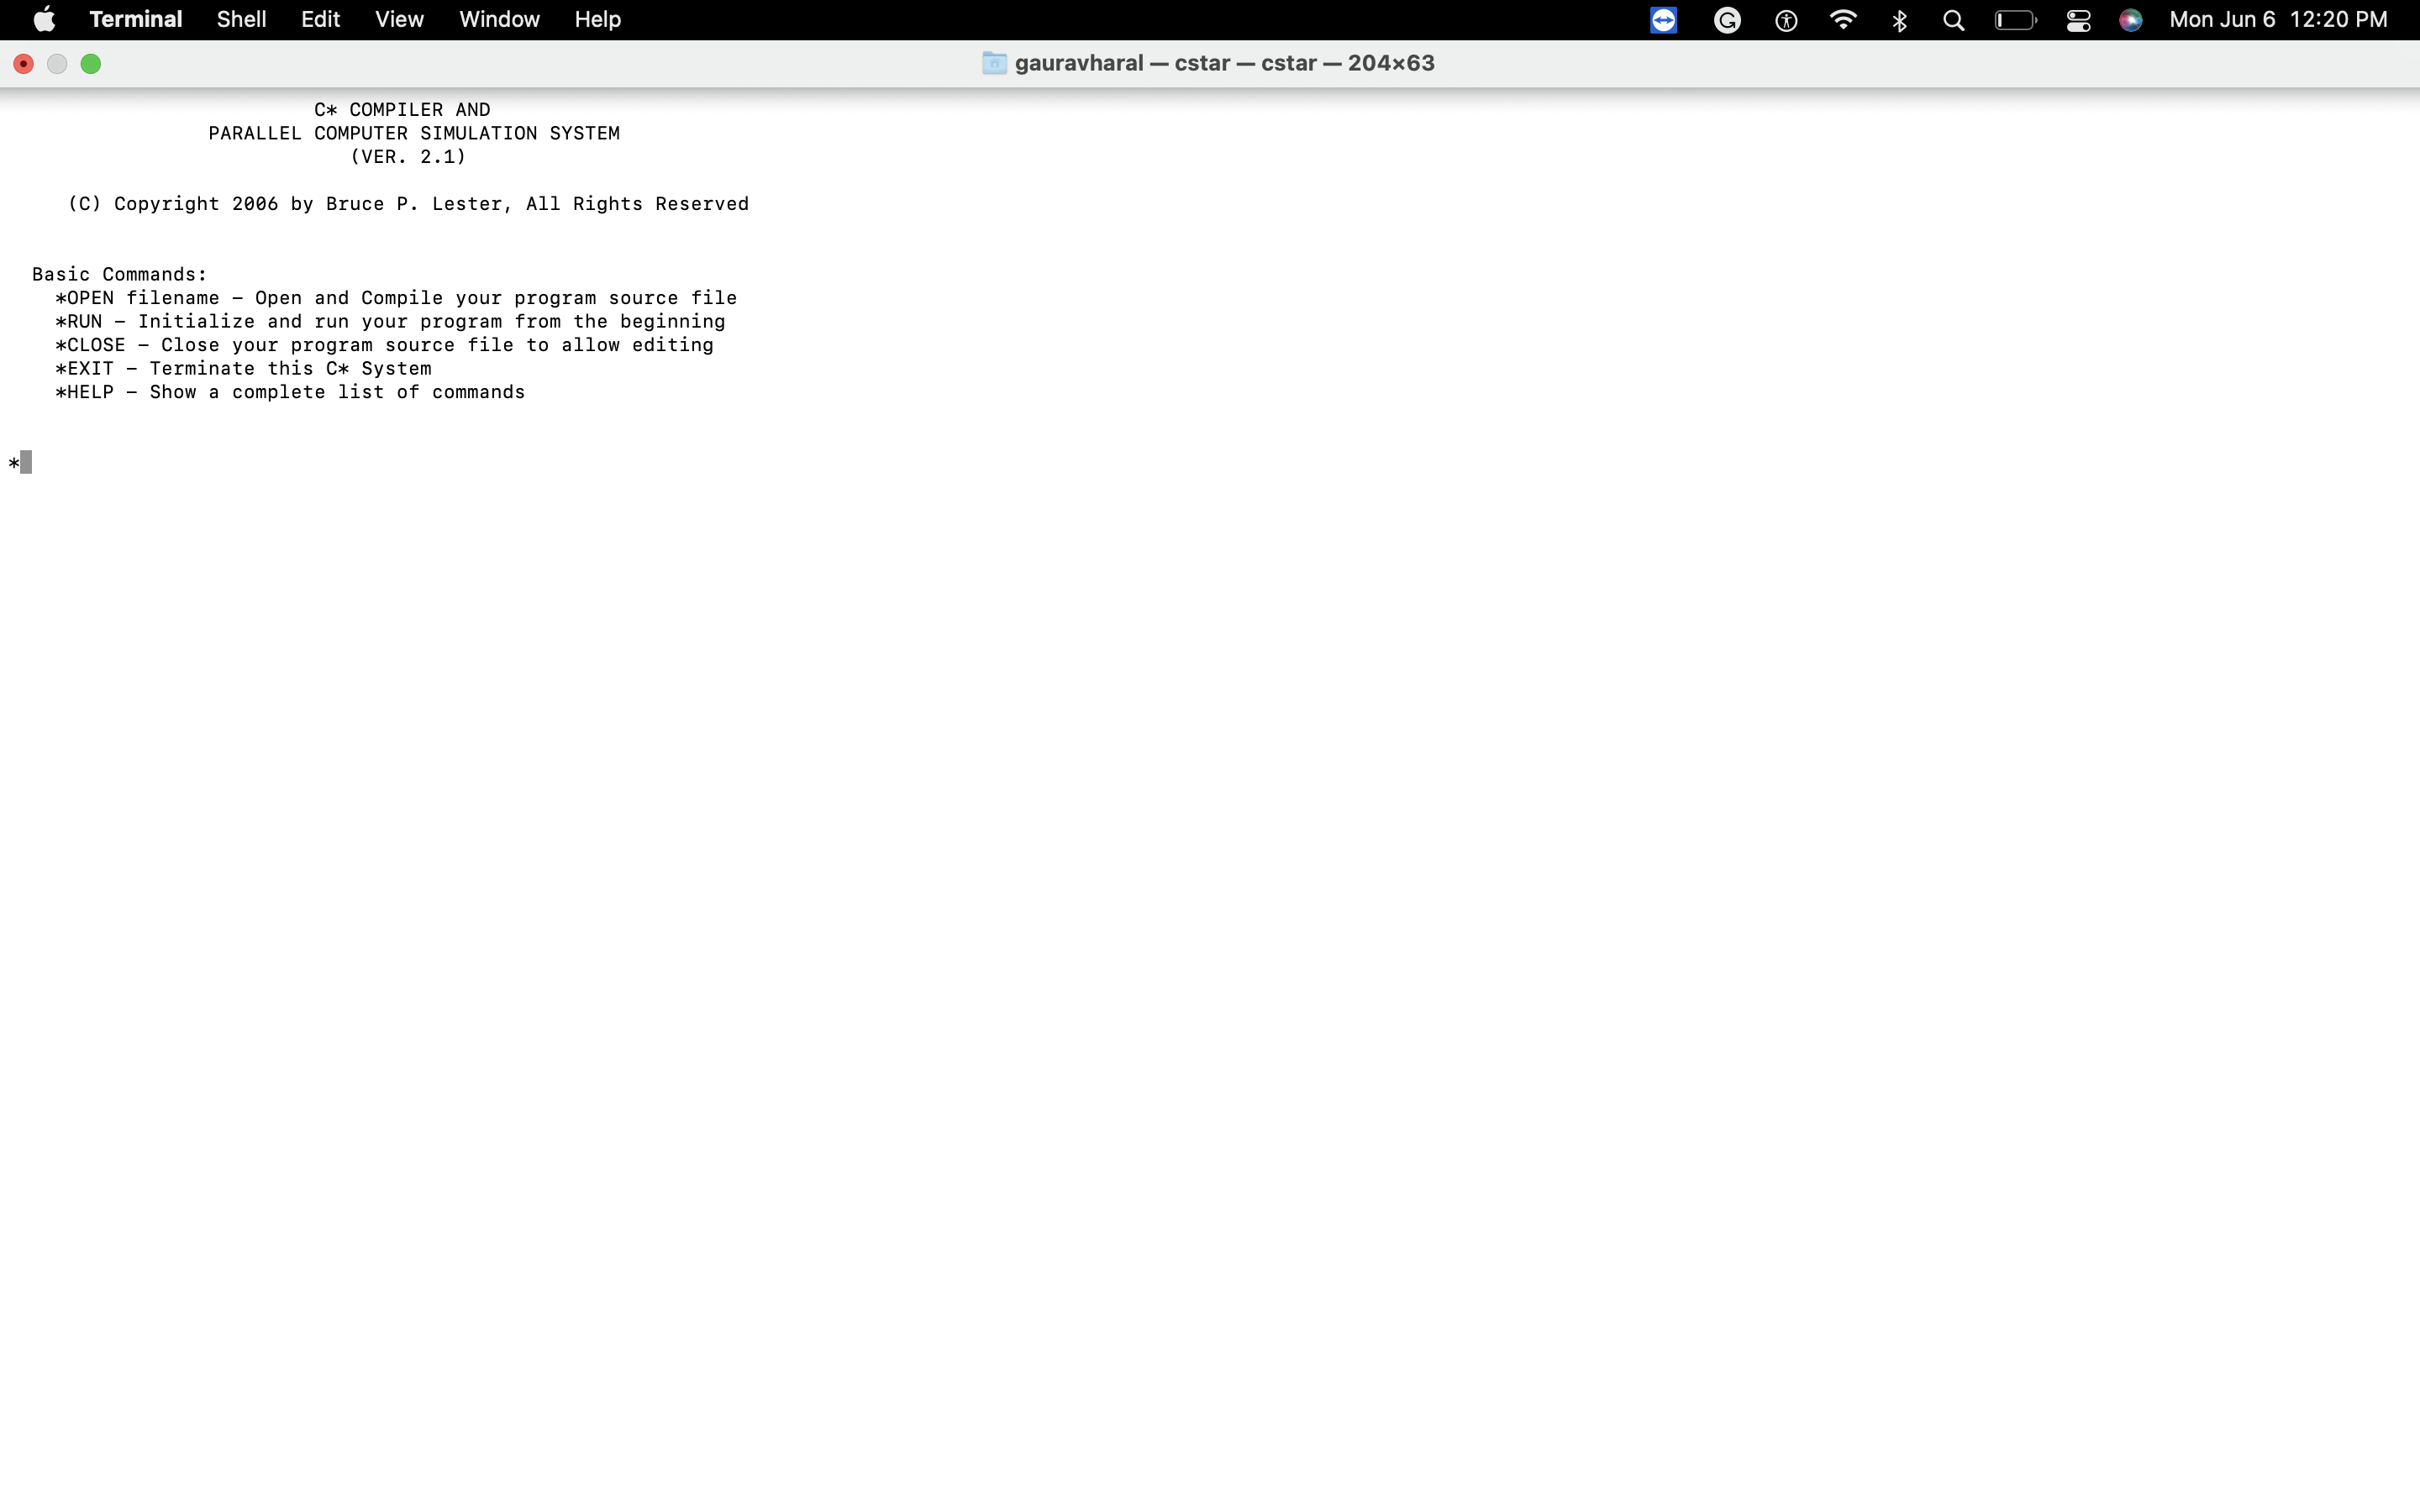 Terminal Shell Edit View Window Help Mon Jun 6 12:20 PM
gauravharal — cstar — cstar — 204×63
C* COMPILER AND
PARALLEL COMPUTER SIMULATION SYSTEM
(VER. 2.1)
(C) Copyright 2006 by Bruce P. Lester, All Rights Reserved
Basic Commands:
*OPEN filename – Open and Compile your program source file
*RUN – Initialize and run your program from the beginning
*CLOSE – Close your program source file to allow editing
*EXIT – Terminate this C* System
*HELP – Show a complete list of commands
*